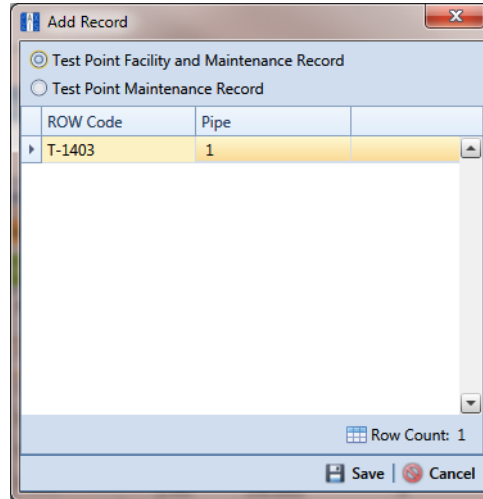 Add Record
Test Point Facility and Maintenance Record
Test Point Maintenance Record
ROW Code Pipe
T-1403 1
Row Count: 1
Save | Cancel